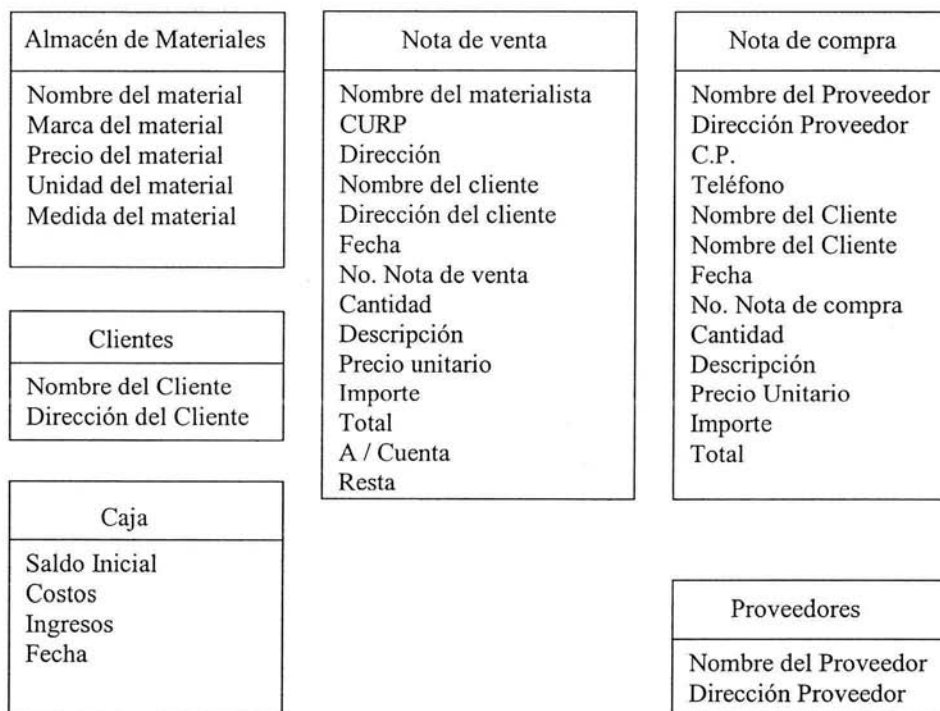 Almacén de Materiales
Nombre del material
Marca del material
Precio del material
Unidad del material
Medida del material
Clientes
Nombre del Cliente
Dirección del Cliente
Caja
Saldo Inicial
Costos
Ingresos
Fecha
Nota de venta
Nombre del materialista
CURP
Dirección
Nombre del cliente
Dirección del cliente
Fecha
No. Nota de venta
Cantidad
Descripción
Precio unitario
Importe
Total
A / Cuenta
Resta
Nota de compra
Nombre del Proveedor
Dirección Proveedor
C.P.
Teléfono
Nombre del Cliente
Nombre del Cliente
Fecha
No. Nota de compra
Cantidad
Descripción
Precio Unitario
Importe
Total
Proveedores
Nombre del Proveedor
Dirección Proveedor